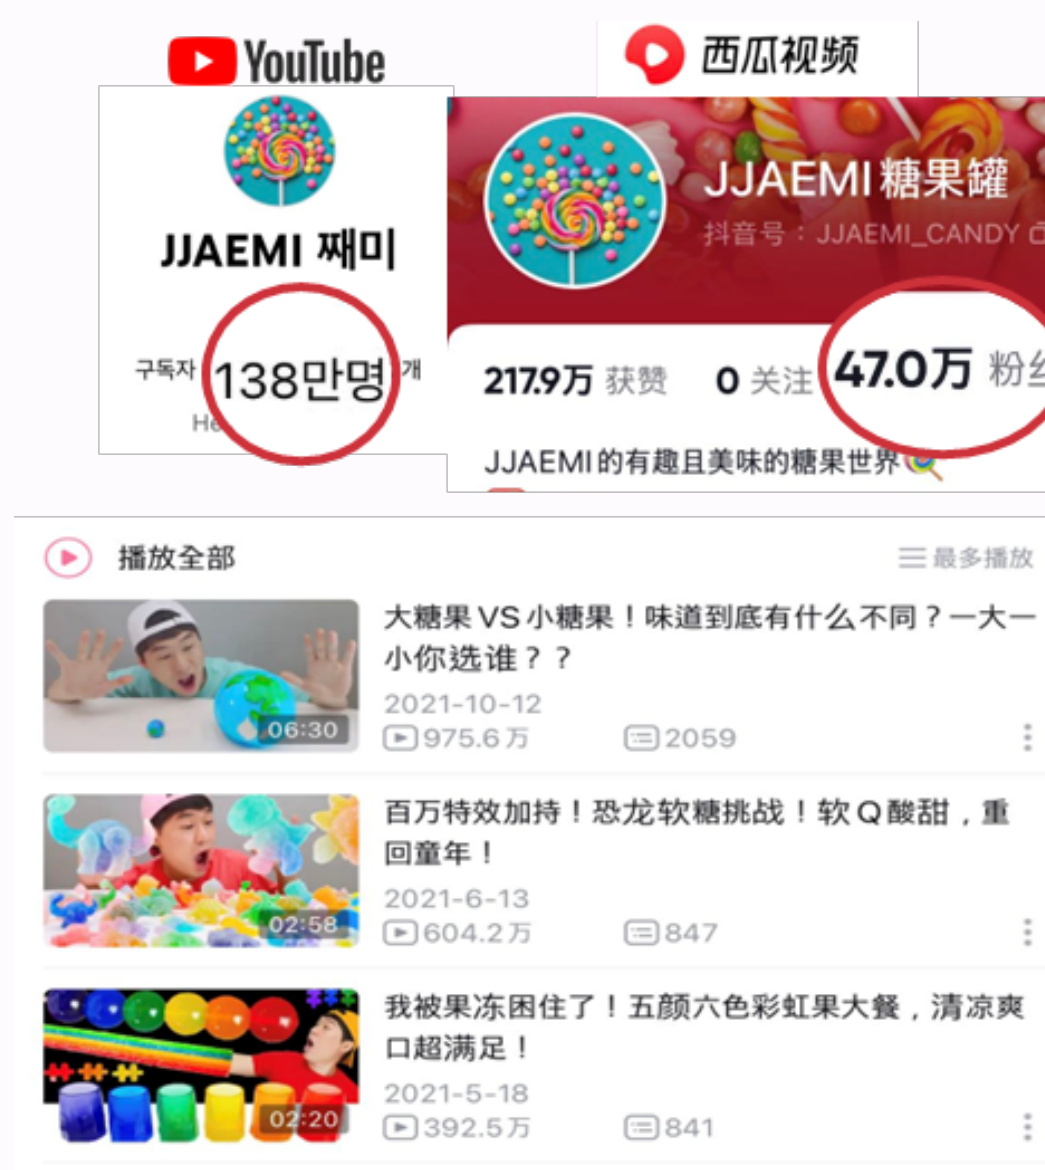 YouTube
西瓜视频
JJAEMI 째미
구독자 138만명 개
He
JJAEMI 糖果罐
抖音号：JJAEMI_CANDY
217.9万 获赞 0 关注 47.0万 粉丝
JJAEMI的有趣且美味的糖果世界
播放全部
最多播放
大糖果 VS 小糖果！味道到底有什么不同？一大一
小你选谁？？
2021-10-12
975.6万 2059
06:30
百万特效加持！恐龙软糖挑战！软 Q 酸甜，重
回童年！
2021-6-13
604.2万 847
02:58
我被果冻困住了！五颜六色彩虹果大餐，清凉爽
口超满足！
2021-5-18
392.5万 841
02:20